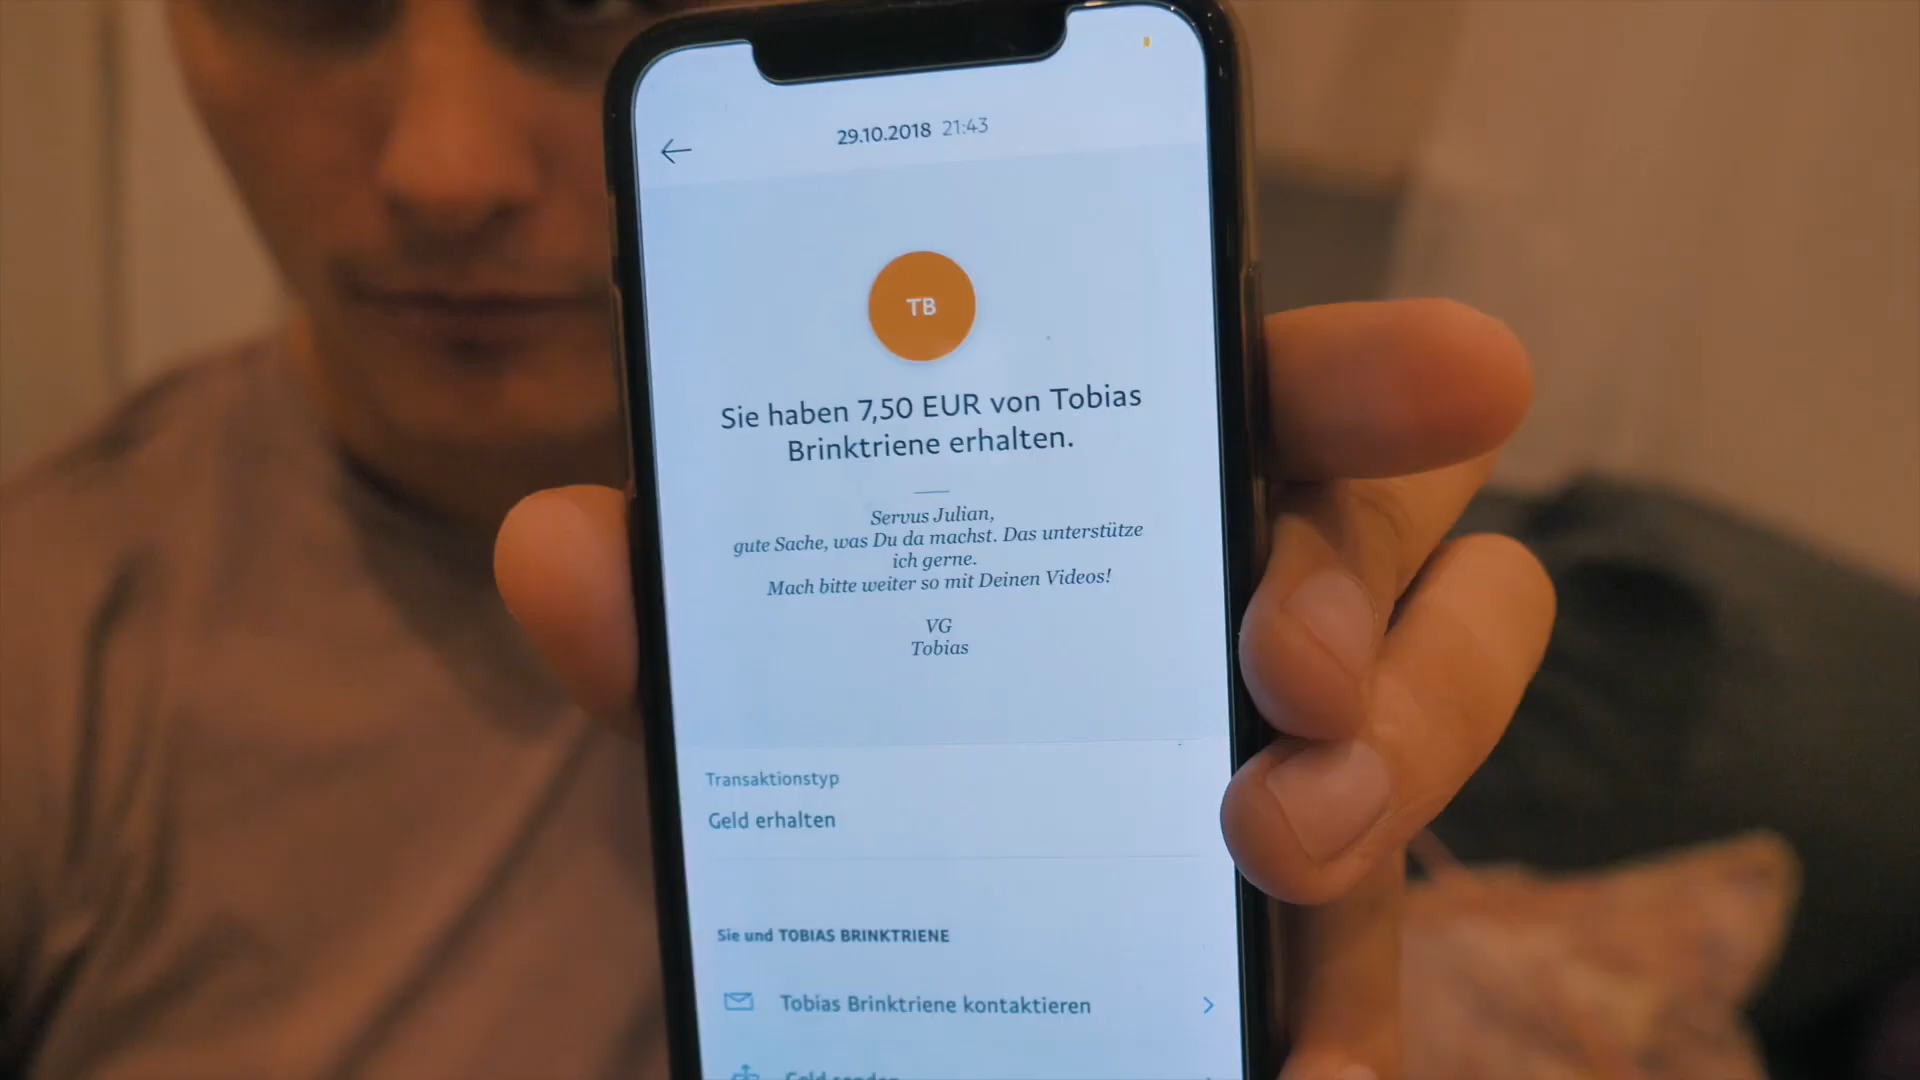 29.10.2018 21:43
TB
Sie haben 7,50 EUR von Tobias
Brinktriene erhalten.
Servus Julian,
gute Sache, was Du da machst. Das unterstütze
ich gerne.
Mach bitte weiter so mit Deinen Videos!
VG
Tobias
Transaktionstyp
Geld erhalten
Sie und TOBIAS BRINKTRIENE
Tobias Brinktriene kontaktieren
Geld senden